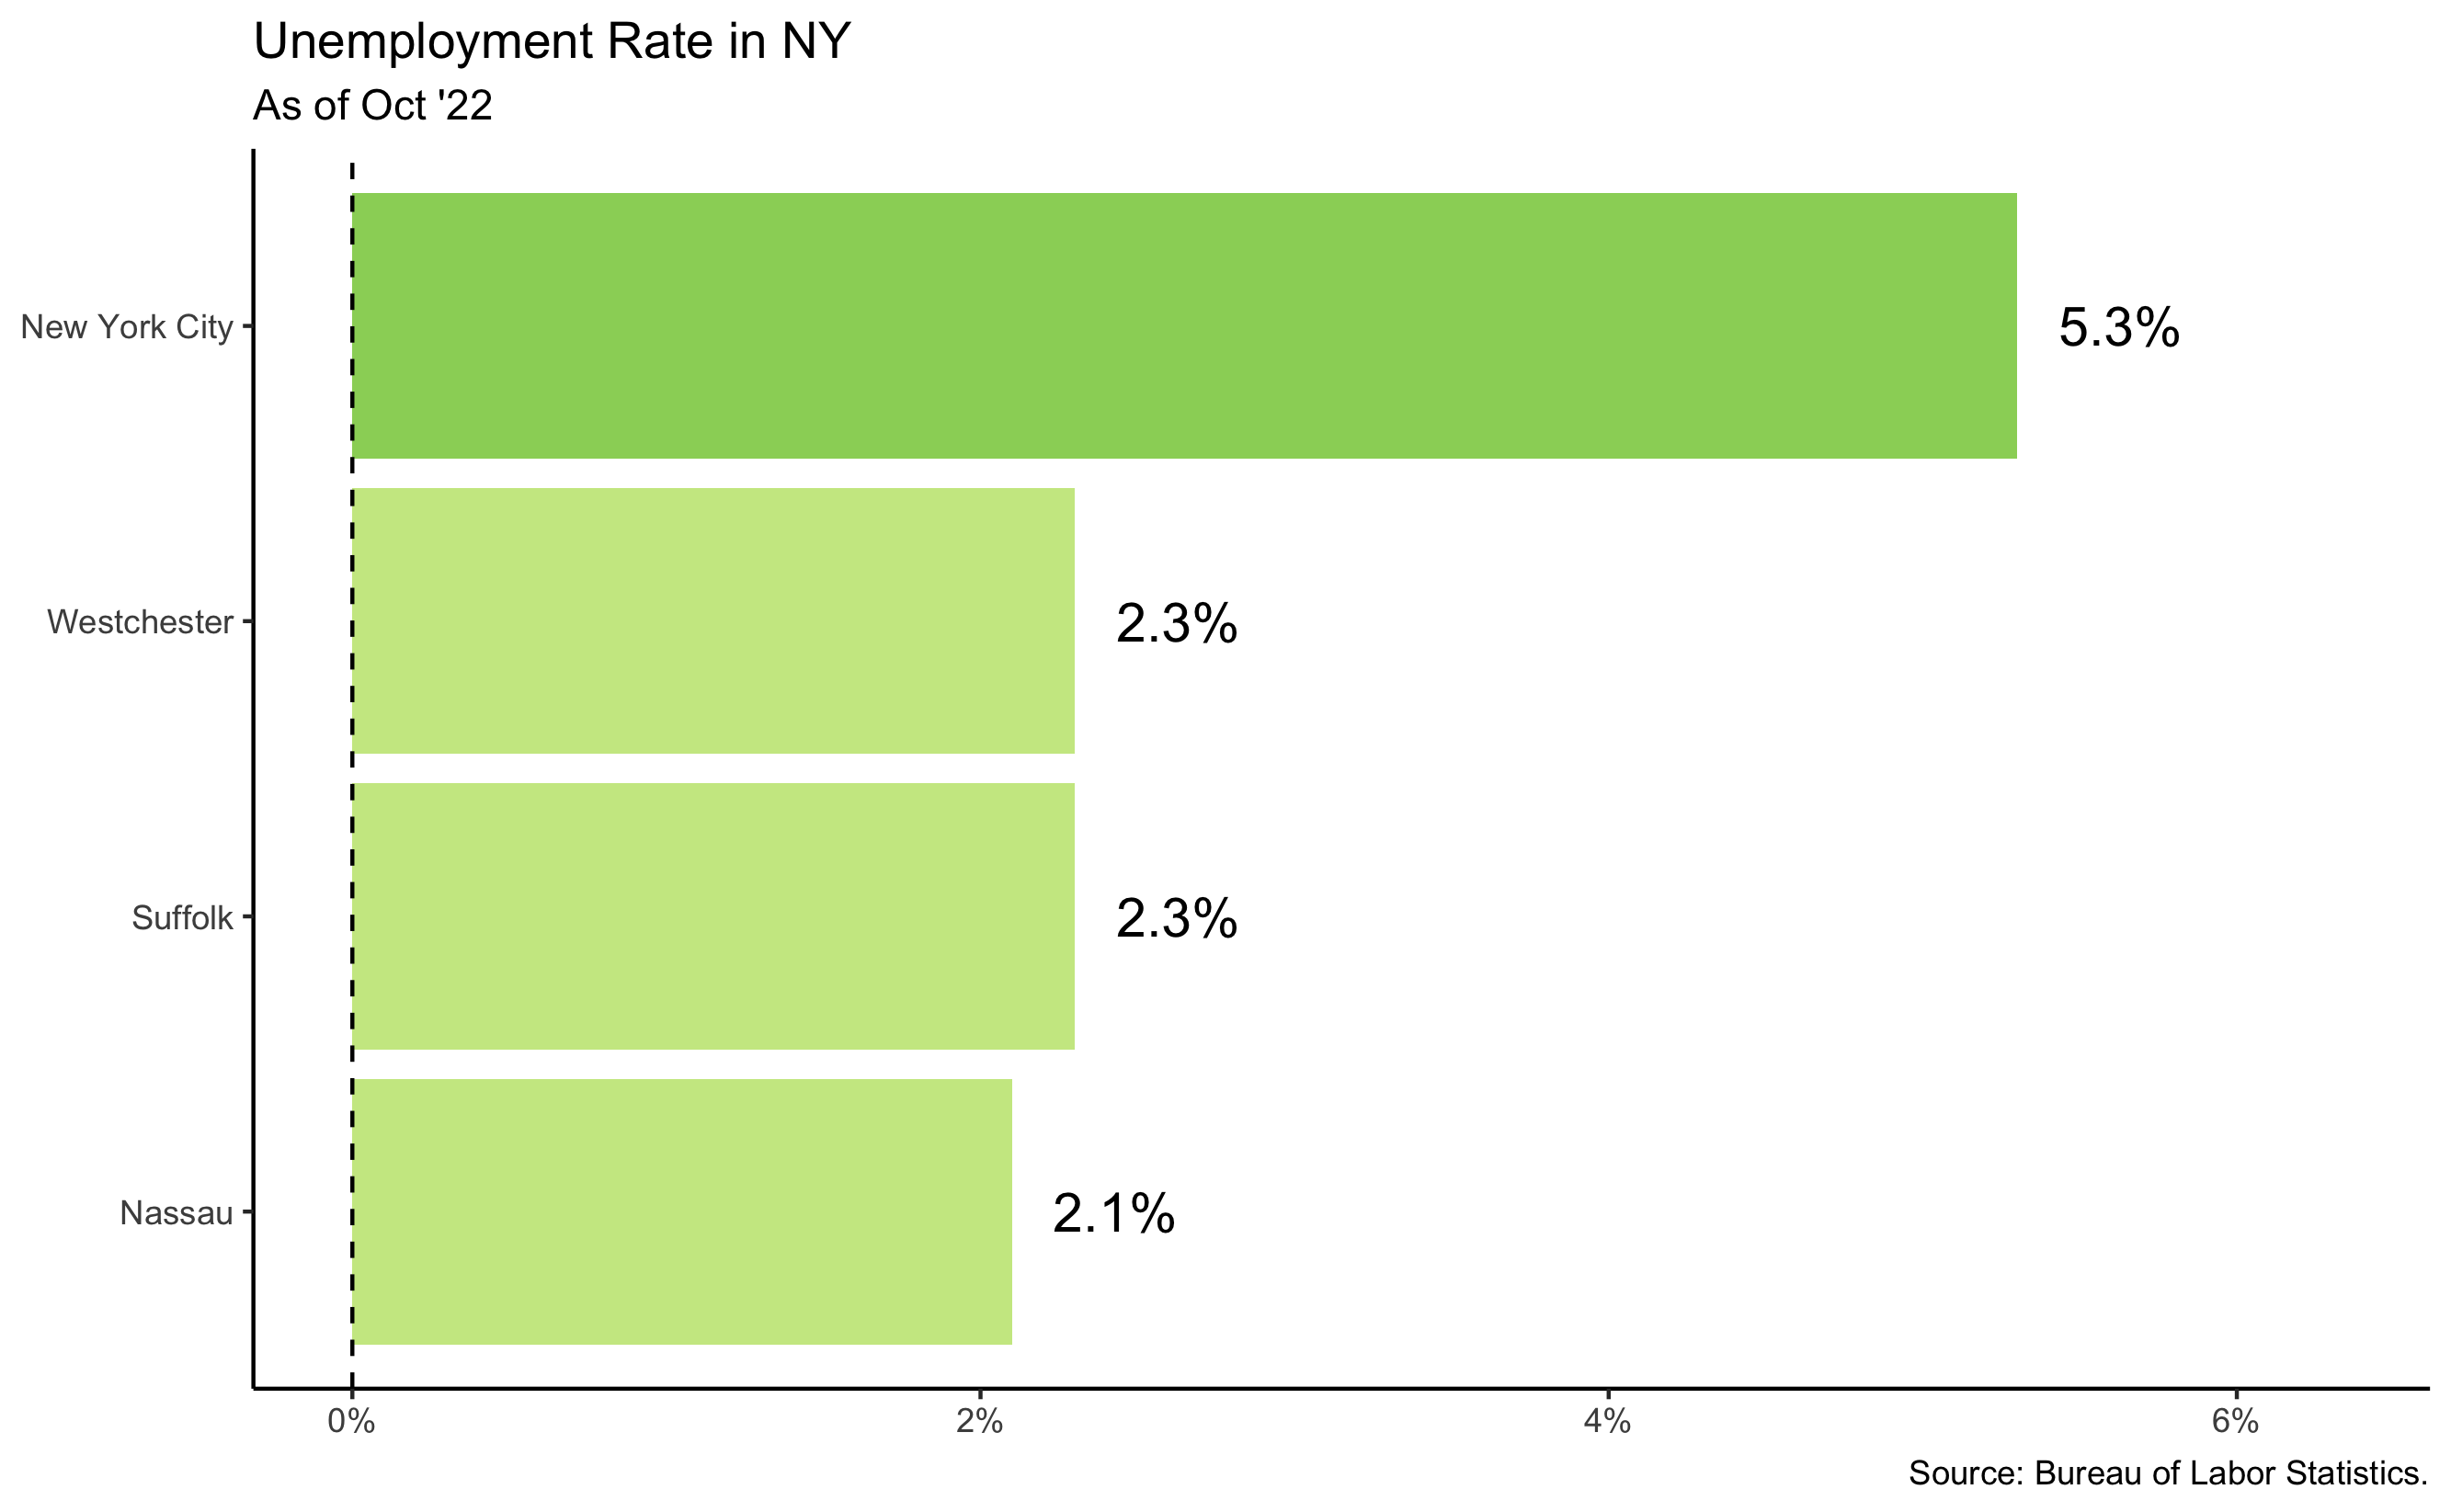 Unemployment Rate in NY
As of Oct '22
New York City
5.3%
Westchester
2.3%
Suffolk
2.3%
Nassau
2.1%
0% 2% 4% 6%
Source: Bureau of Labor Statistics.